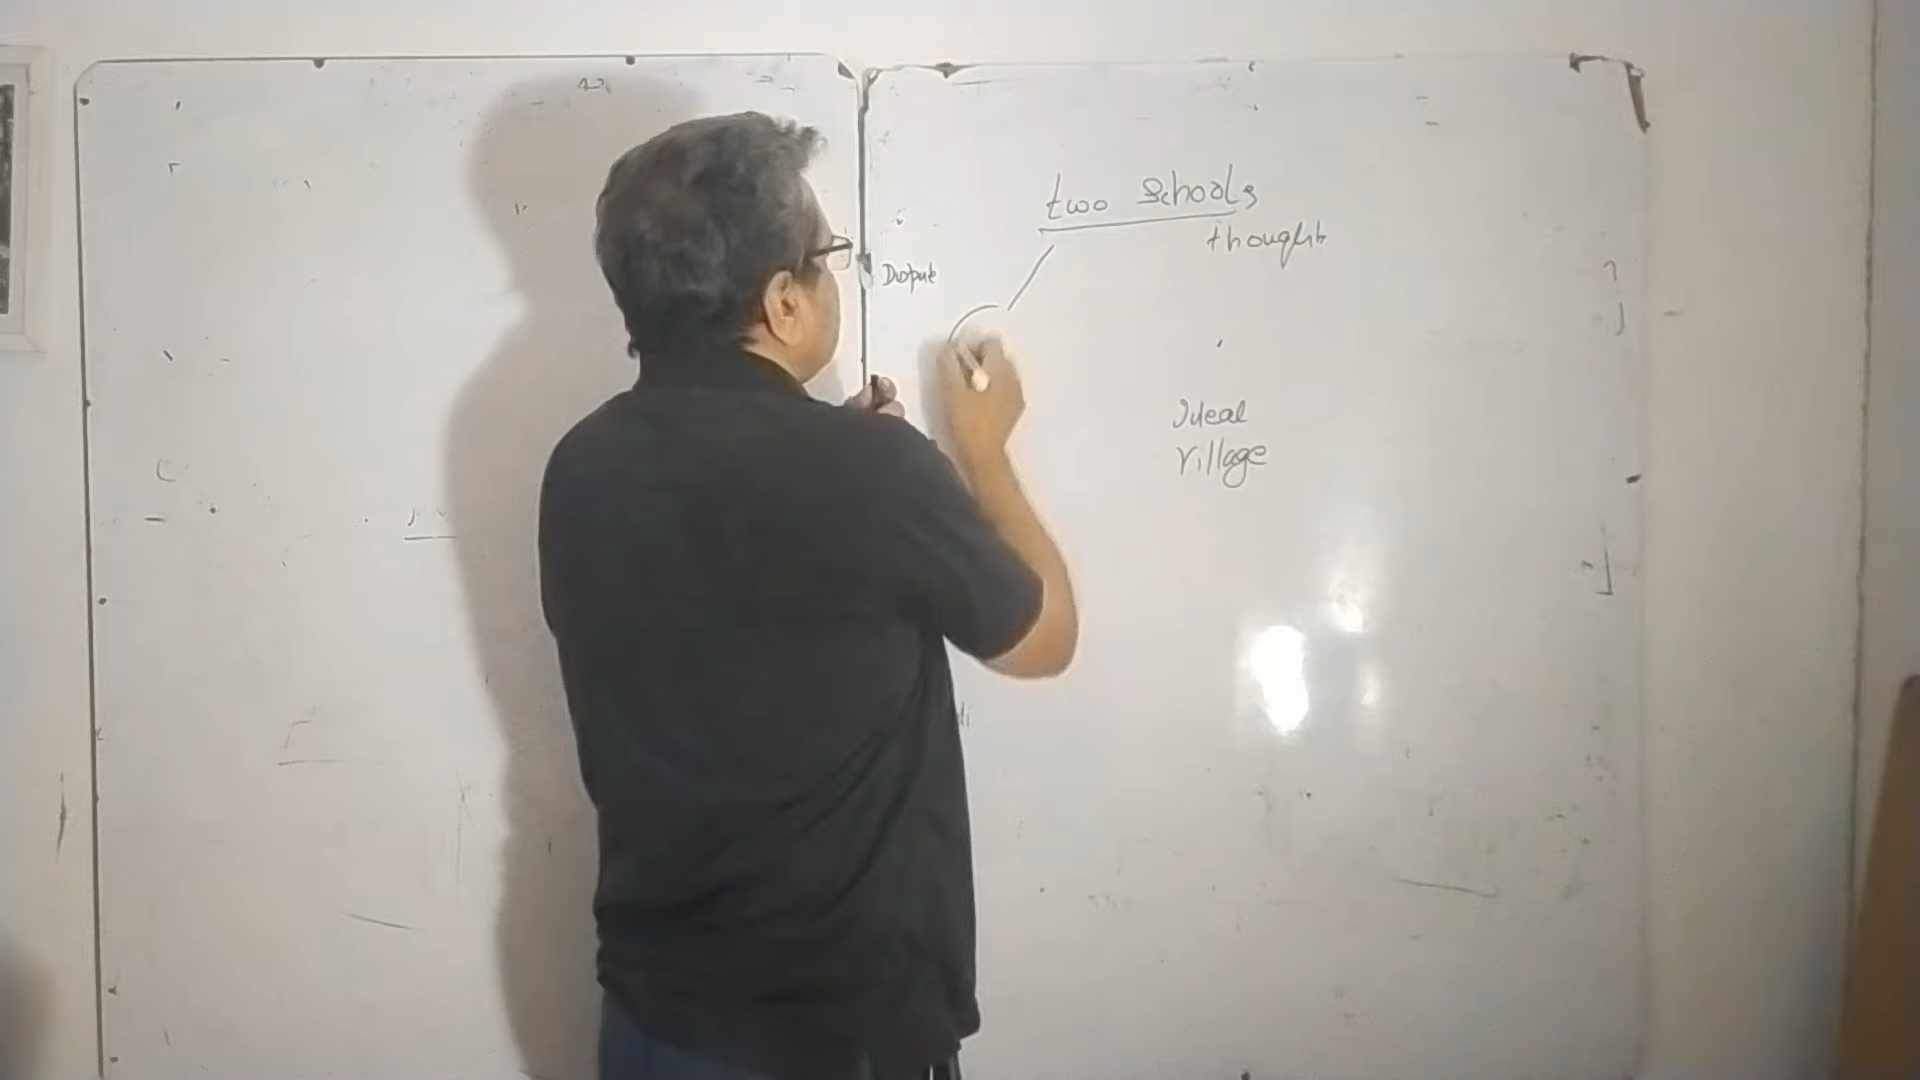 two schools
thought
Dispute
Ideal
Village